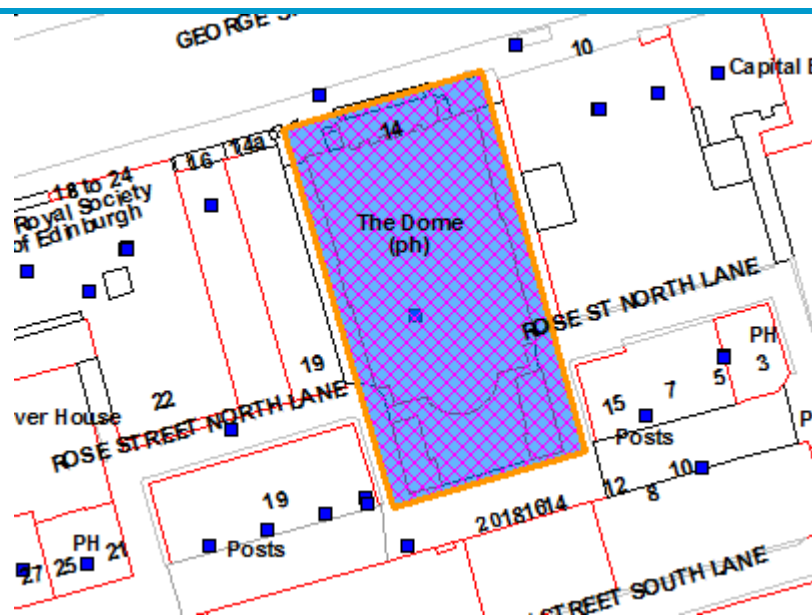 GEORGE S
10
Capital E
14
14a
16
18 to 24
Royal Society
of Edinburgh
The Dome
(ph)
ROSE ST NORTH LANE
PH
3
5
7
15
19
22
ver House
ROSE STREET NORTH LANE
Posts
P
10
8
12
20181614
19
Posts
PH
21
25
27
STREET SOUTH LANE